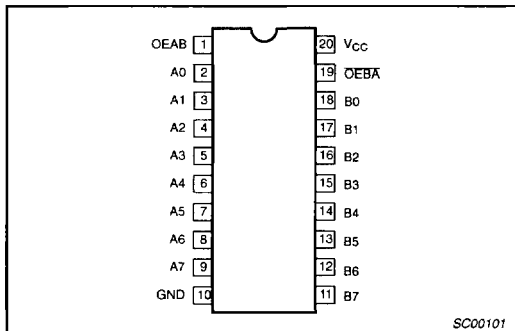 OEAB 1 20 VCC
A0 2 19 OEBA
A1 3 18 B0
A2 4 17 B1
A3 5 16 B2
A4 6 15 B3
A5 7 14 B4
A6 8 13 B5
A7 9 12 B6
GND 10 11 B7
SC00101